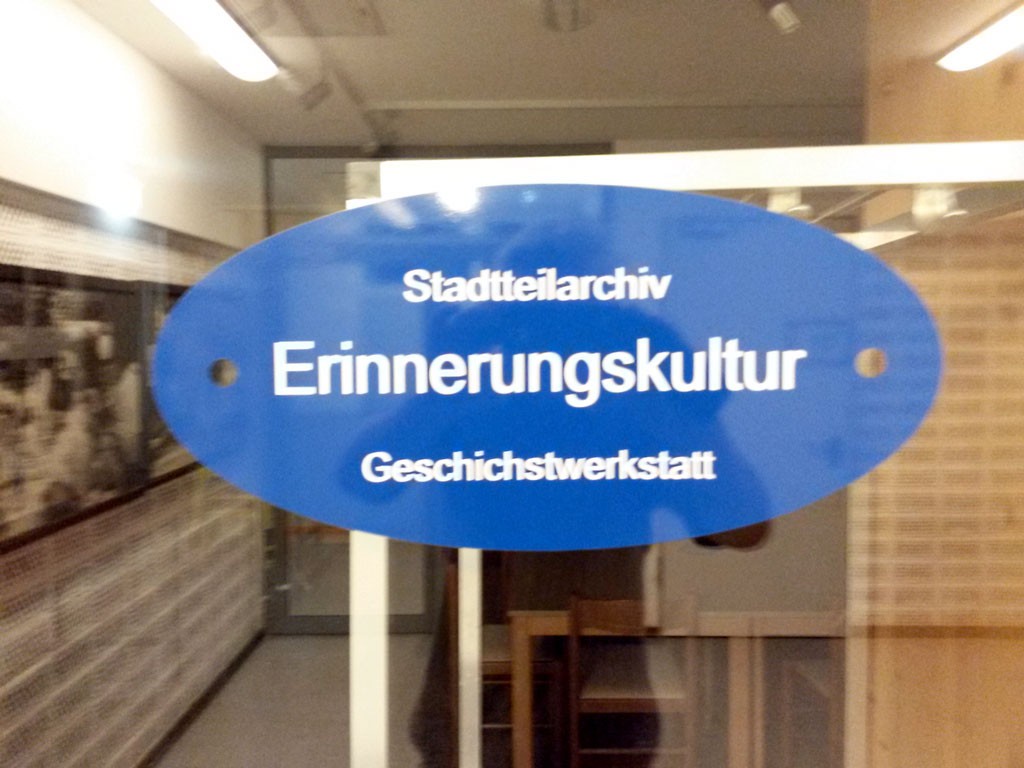 Stadtteilarchiv
Erinnerungskultur
Geschichstwerkstatt